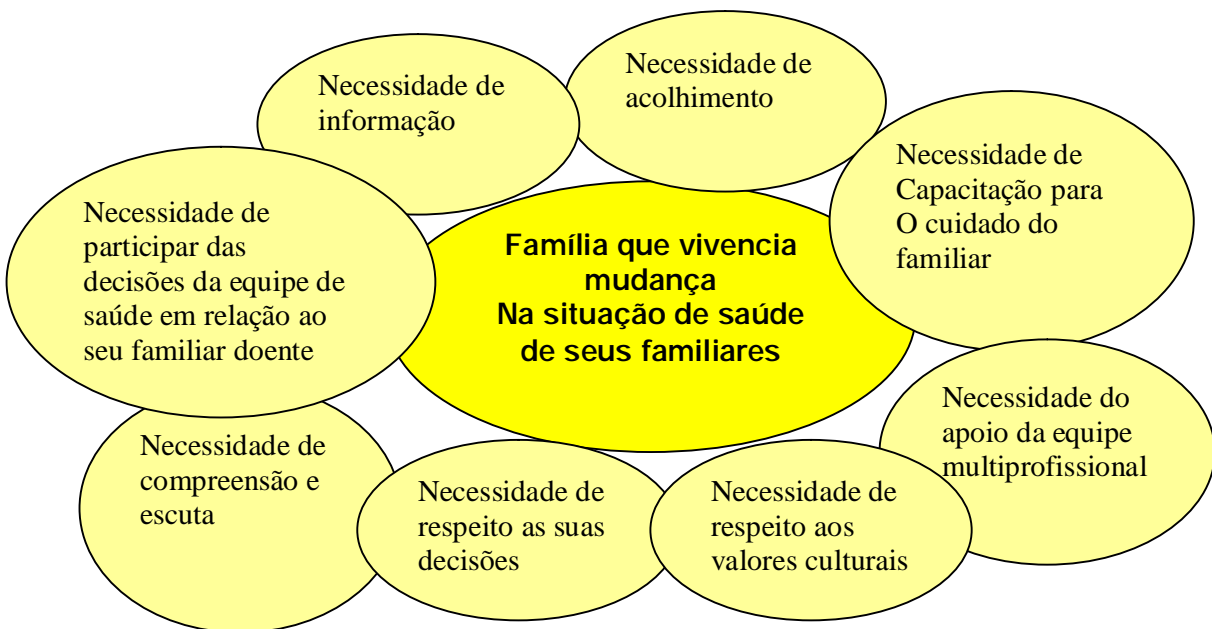 Necessidade de
informação
Necessidade de
acolhimento
Necessidade de
Capacitação para
O cuidado do
familiar
Necessidade de
participar das
decisões da equipe de
saúde em relação ao
seu familiar doente
Família que vivencia
mudança
Na situação de saúde
de seus familiares
Necessidade do
apoio da equipe
multiprofissional
Necessidade de
compreensão e
escuta
Necessidade de
respeito as suas
decisões
Necessidade de
respeito aos
valores culturais